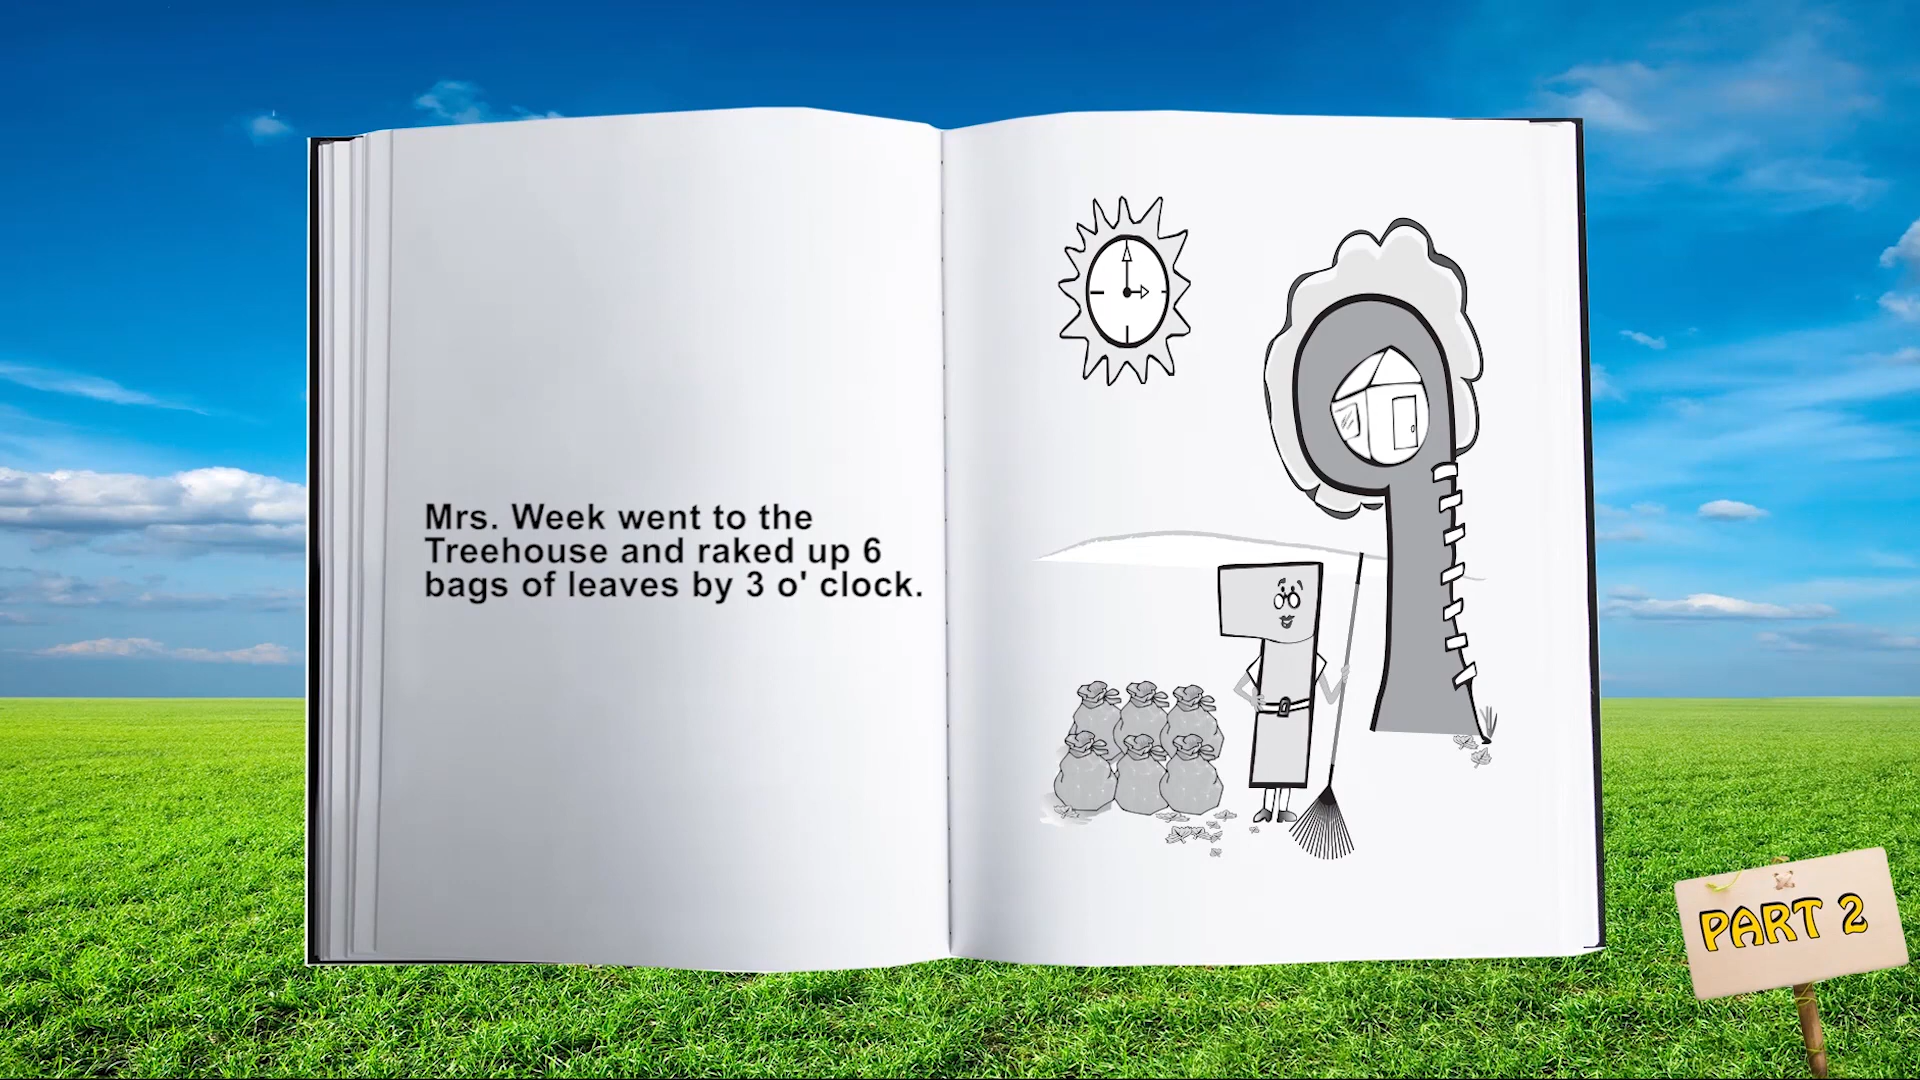 Mrs. Week went to the
Treehouse and raked up 6
bags of leaves by 3 o' clock.
PART 2